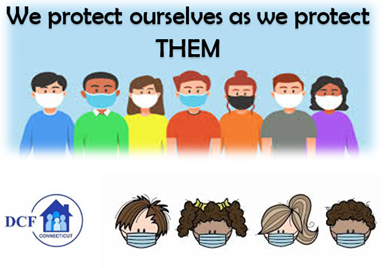 We protect ourselves as we protect
THEM
DCF
CONNECTICUT